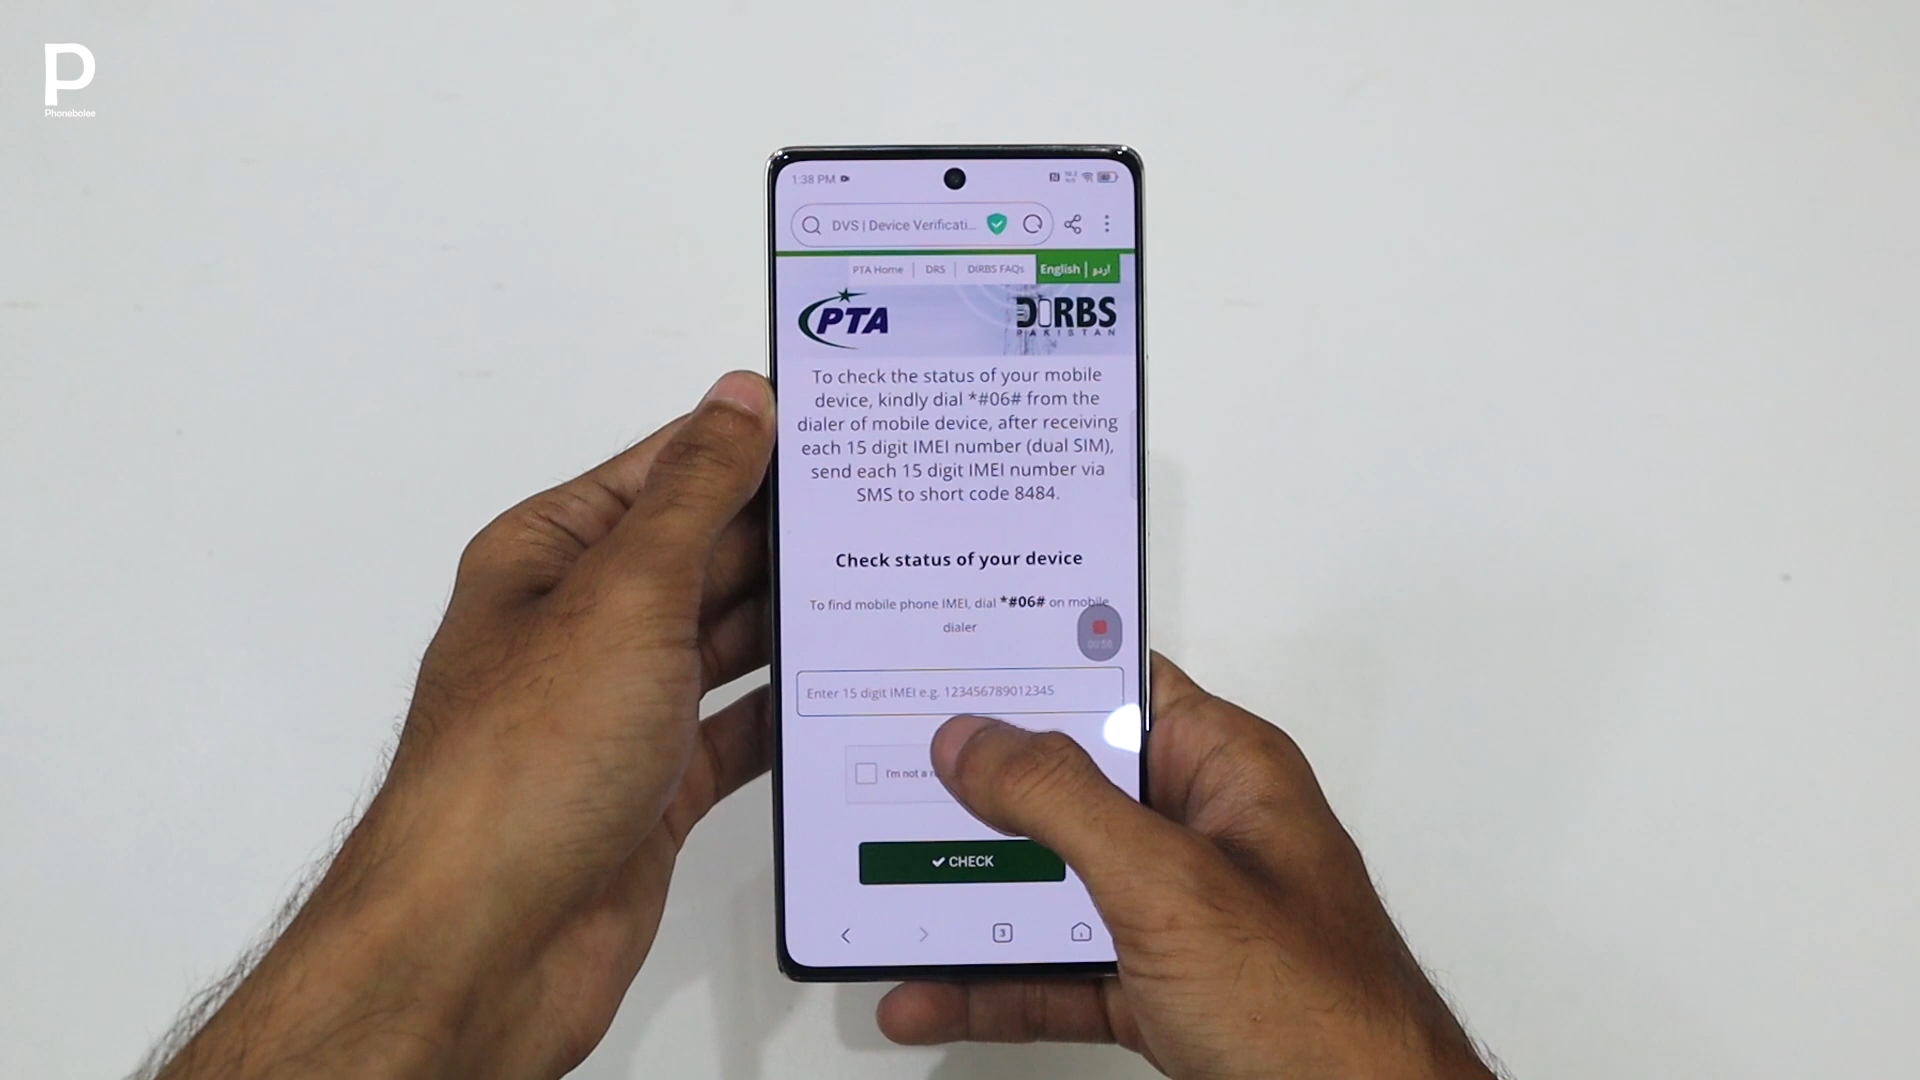 P
Phonebolee
1:38 PM
DVS | Device Verificati...
PTA Home | DRS | DIRBS FAQs
English | اردو
PTA
DIRBS
PAKISTAN
To check the status of your mobile
device, kindly dial *#06# from the
dialer of mobile device, after receiving
each 15 digit IMEI number (dual SIM),
send each 15 digit IMEI number via
SMS to short code 8484.
Check status of your device
To find mobile phone IMEI, dial *#06# on mobile
dialer
00:58
Enter 15 digit IMEI e.g. 123456789012345
I'm not a
CHECK
3